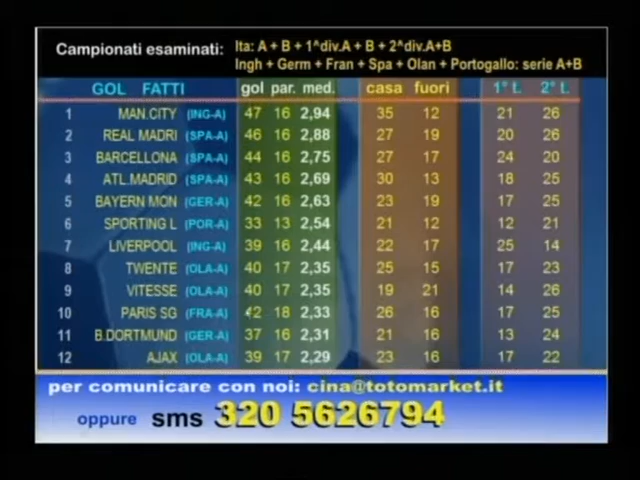 Campionati esaminati: Ita: A + B + 1^div.A + B + 2^div.A+B
Ingh + Germ + Fran + Spa + Olan + Portogallo: serie A+B
GOL FATTI gol par. med. casa fuori 1° t. 2° t.
1 MAN.CITY (ING-A) 47 16 2,94 35 12 21 26
2 REAL MADRI (SPA-A) 46 16 2,88 27 19 20 26
3 BARCELLONA (SPA-A) 44 16 2,75 27 17 24 20
4 ATL.MADRID (SPA-A) 43 16 2,69 30 13 18 25
5 BAYERN MON (GER-A) 42 16 2,63 23 19 17 25
6 SPORTING L (POR-A) 33 13 2,54 21 12 12 21
7 LIVERPOOL (ING-A) 39 16 2,44 22 17 25 14
8 TWENTE (OLA-A) 40 17 2,35 25 15 17 23
9 VITESSE (OLA-A) 40 17 2,35 19 21 14 26
10 PARIS SG (FRA-A) 42 18 2,33 26 16 17 25
11 B.DORTMUND (GER-A) 37 16 2,31 21 16 13 24
12 AJAX (OLA-A) 39 17 2,29 23 16 17 22
per comunicare con noi: cina@totomarket.it
oppure sms 320 5626794